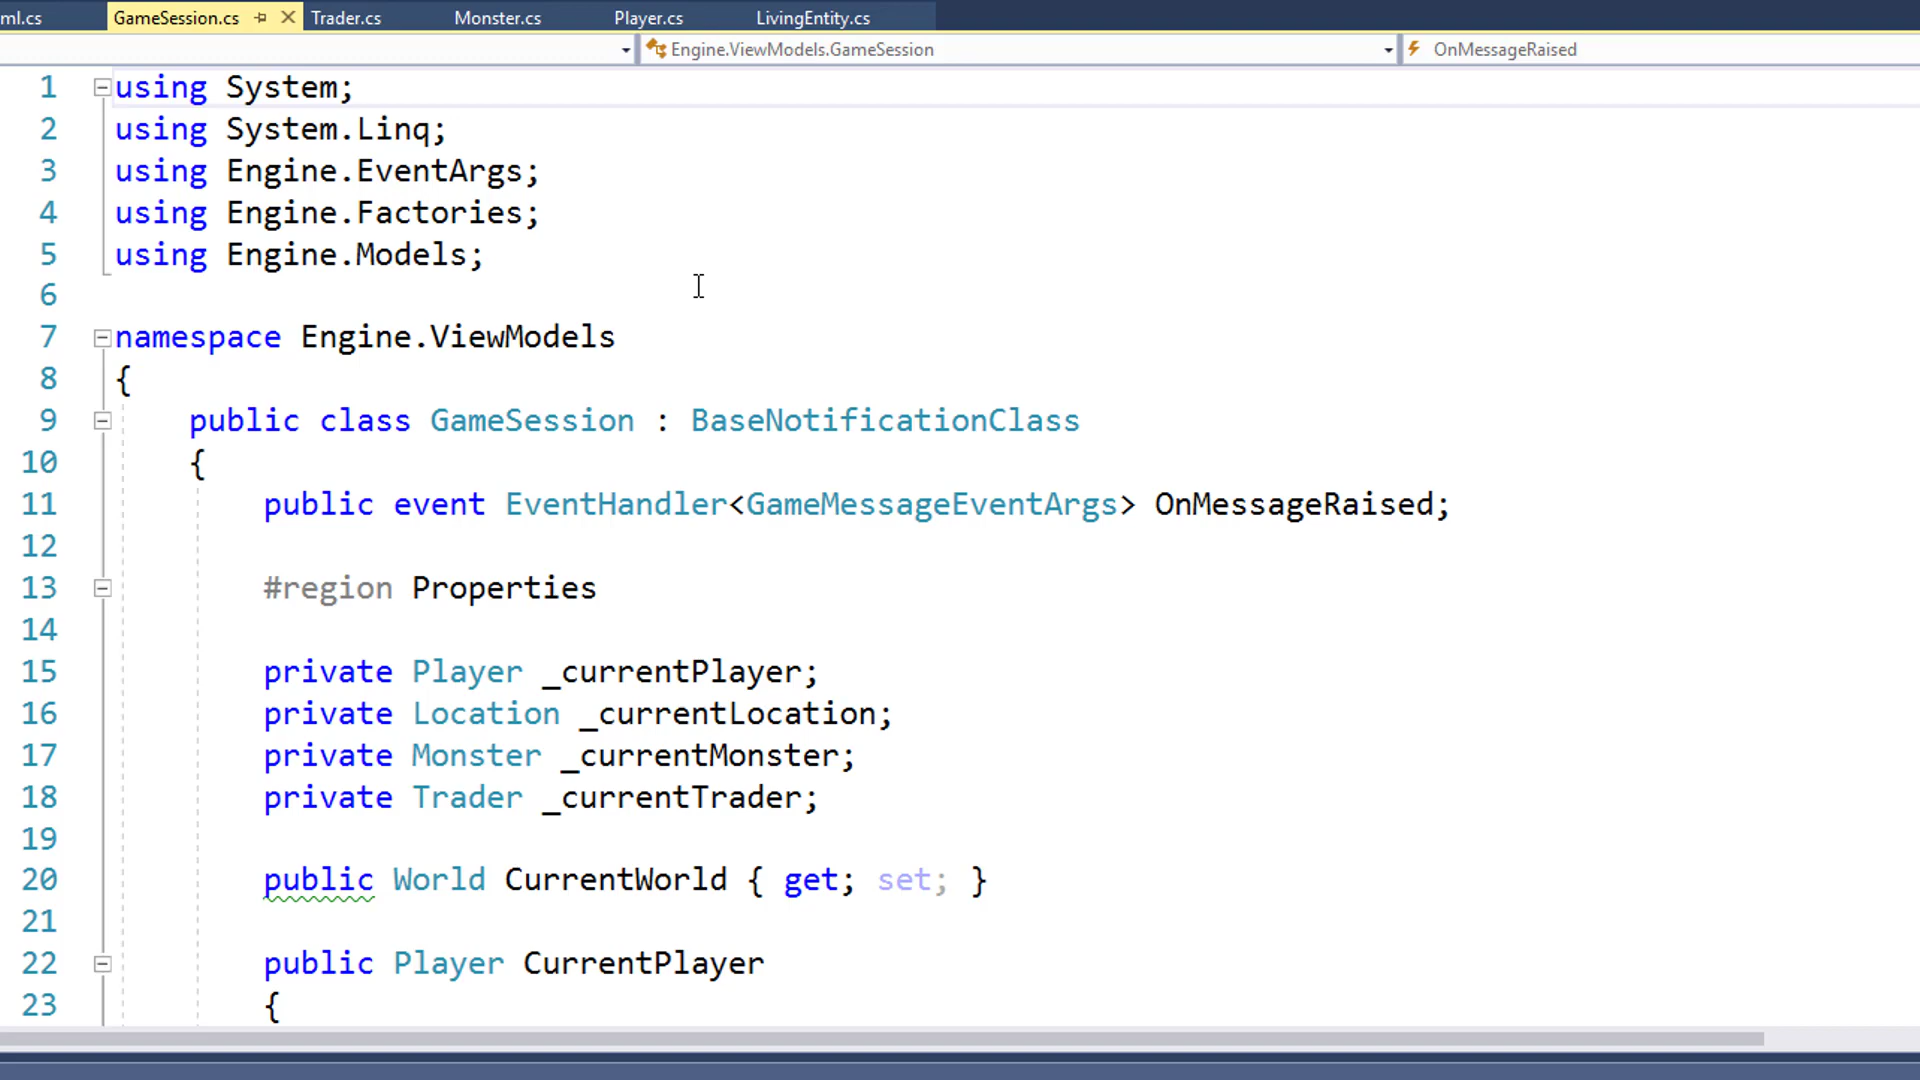 ml.cs GameSession.cs Trader.cs Monster.cs Player.cs LivingEntity.cs
Engine.ViewModels.GameSession OnMessageRaised
1 using System;
2 using System.Linq;
3 using Engine.EventArgs;
4 using Engine.Factories;
5 using Engine.Models;
6
7 namespace Engine.ViewModels
8 {
9 public class GameSession : BaseNotificationClass
10 {
11 public event EventHandler<GameMessageEventArgs> OnMessageRaised;
12
13 #region Properties
14
15 private Player _currentPlayer;
16 private Location _currentLocation;
17 private Monster _currentMonster;
18 private Trader _currentTrader;
19
20 public World CurrentWorld { get; set; }
21
22 public Player CurrentPlayer
23 {